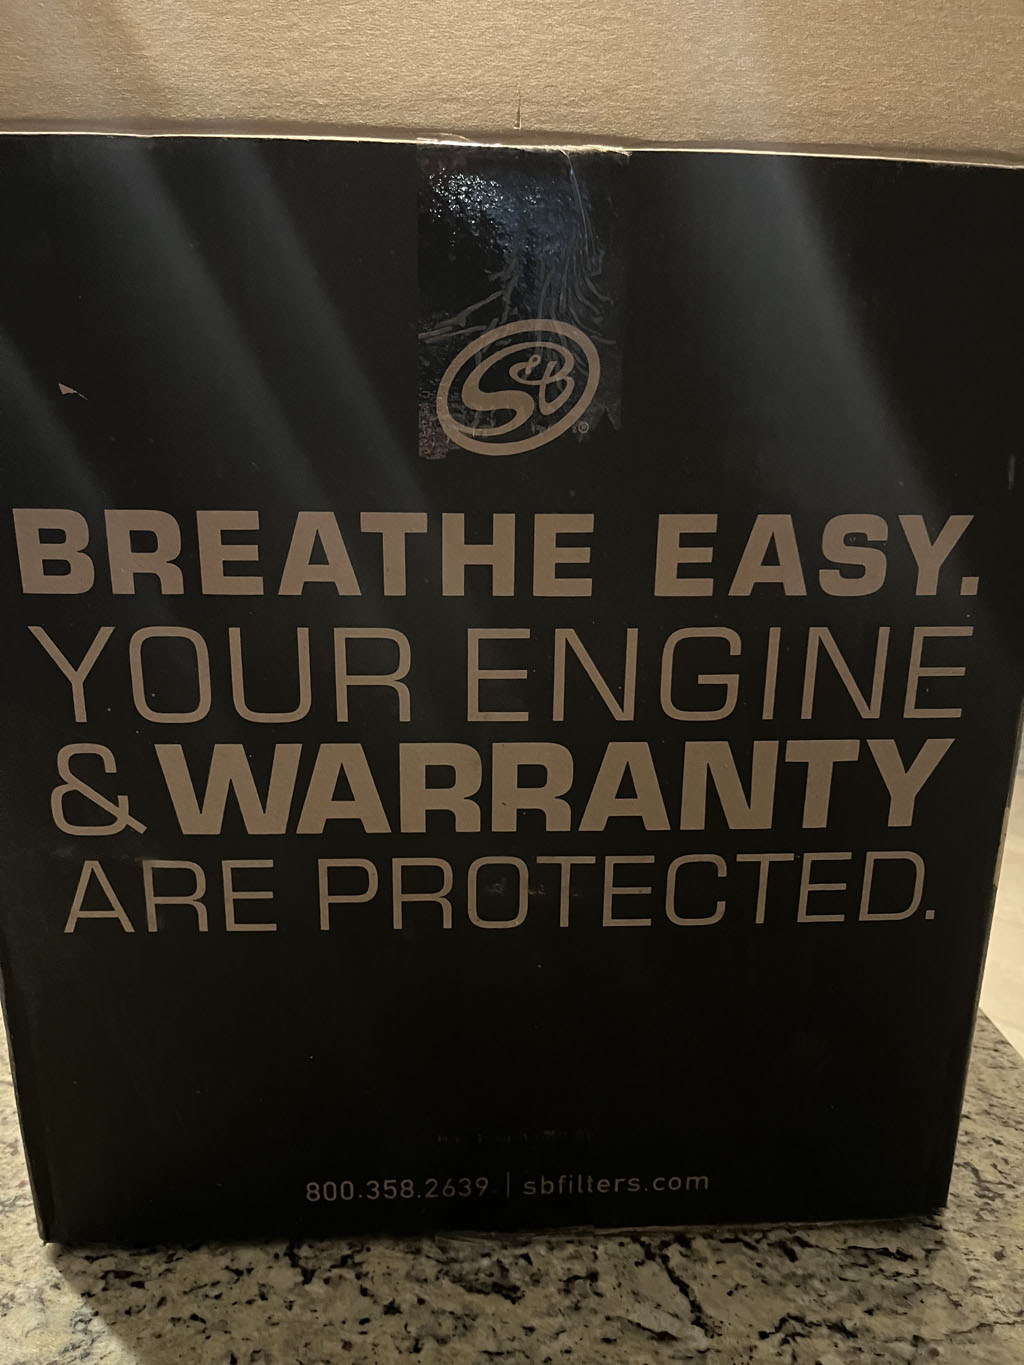 S&B
®
BREATHE EASY.
YOUR ENGINE
& WARRANTY
ARE PROTECTED.
800.358.2639 | sbfilters.com